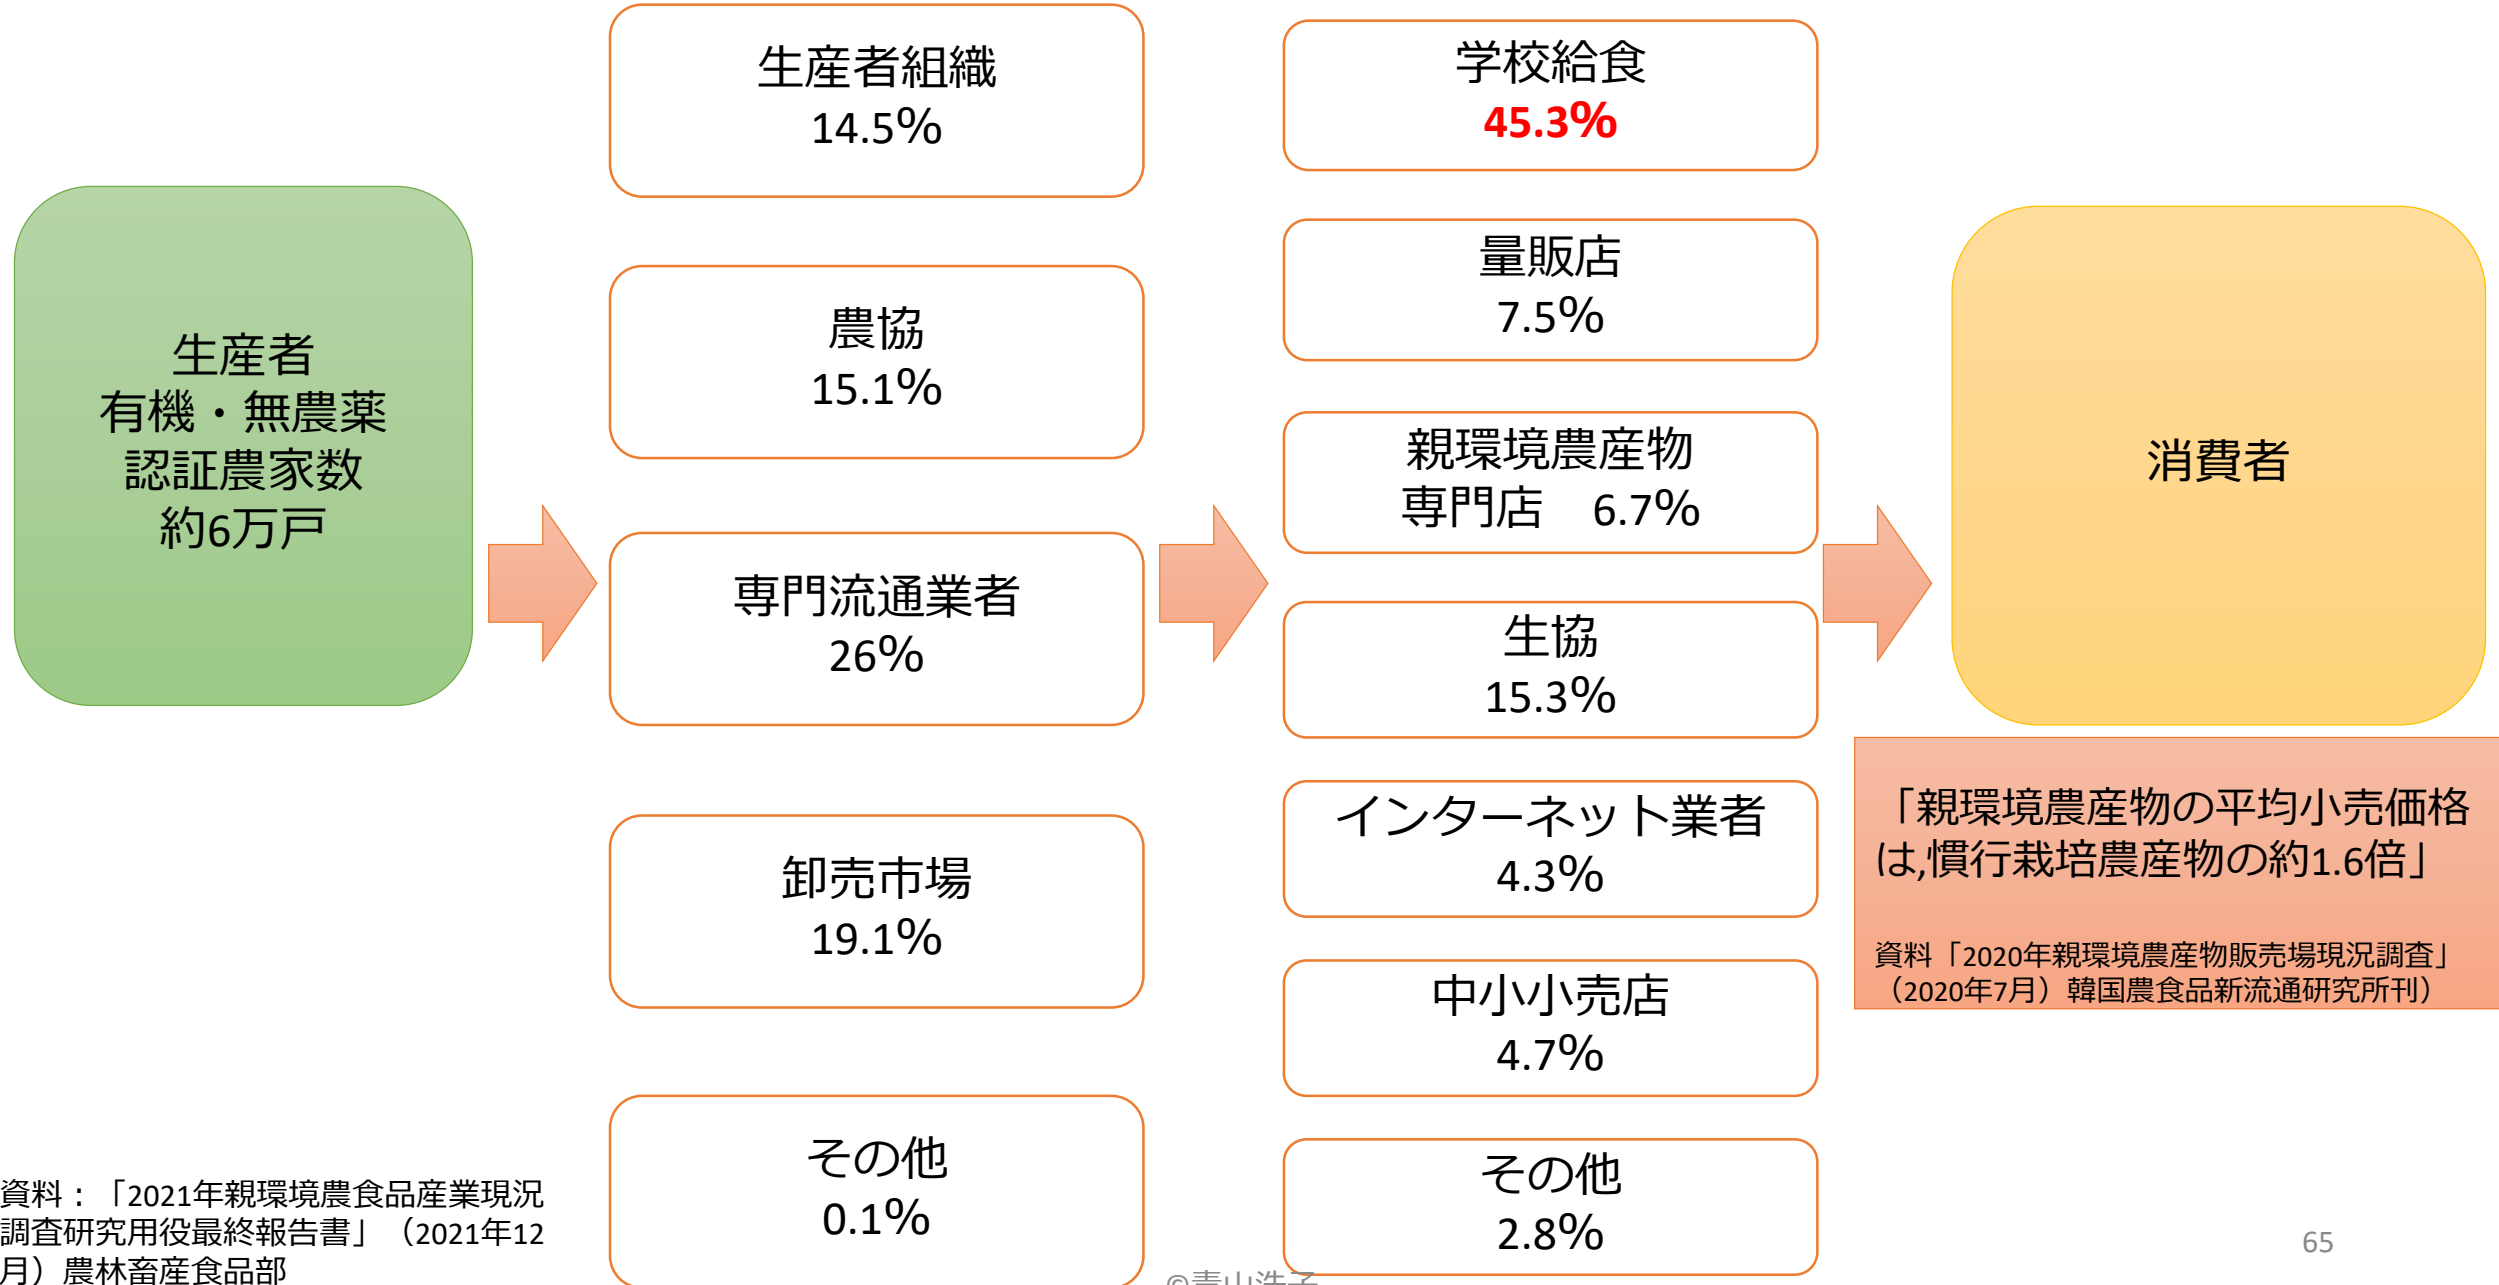 生産者
有機・無農薬
認証農家数
約6万戸
生産者組織
14.5%
農協
15.1%
専門流通業者
26%
卸売市場
19.1%
その他
0.1%
学校給食
45.3%
量販店
7.5%
親環境農産物
専門店　6.7%
生協
15.3%
インターネット業者
4.3%
中小小売店
4.7%
その他
2.8%
消費者
「親環境農産物の平均小売価格
は,慣行栽培農産物の約1.6倍」
資料「2020年親環境農産物販売場現況調査」
（2020年7月）韓国農食品新流通研究所刊）
資料：「2021年親環境農食品産業現況
調査研究用役最終報告書」（2021年12
月）農林畜産食品部
©青山浩子
65